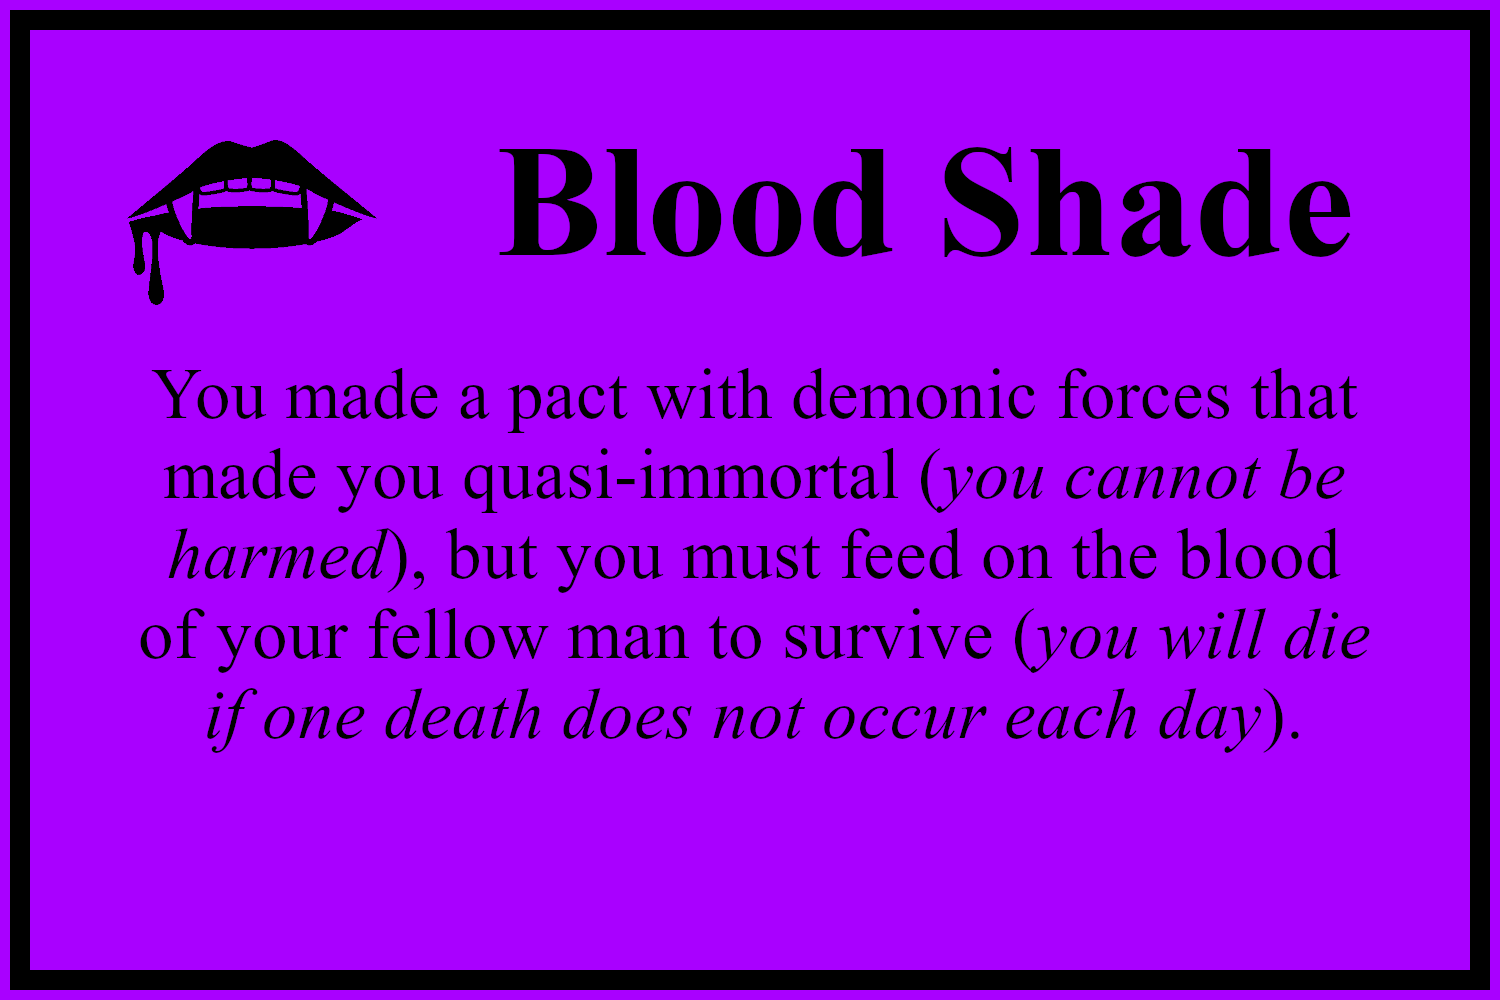 Blood Shade
You made a pact with demonic forces that
made you quasi-immortal (you cannot be
harmed), but you must feed on the blood
of your fellow man to survive (you will die
if one death does not occur each day).